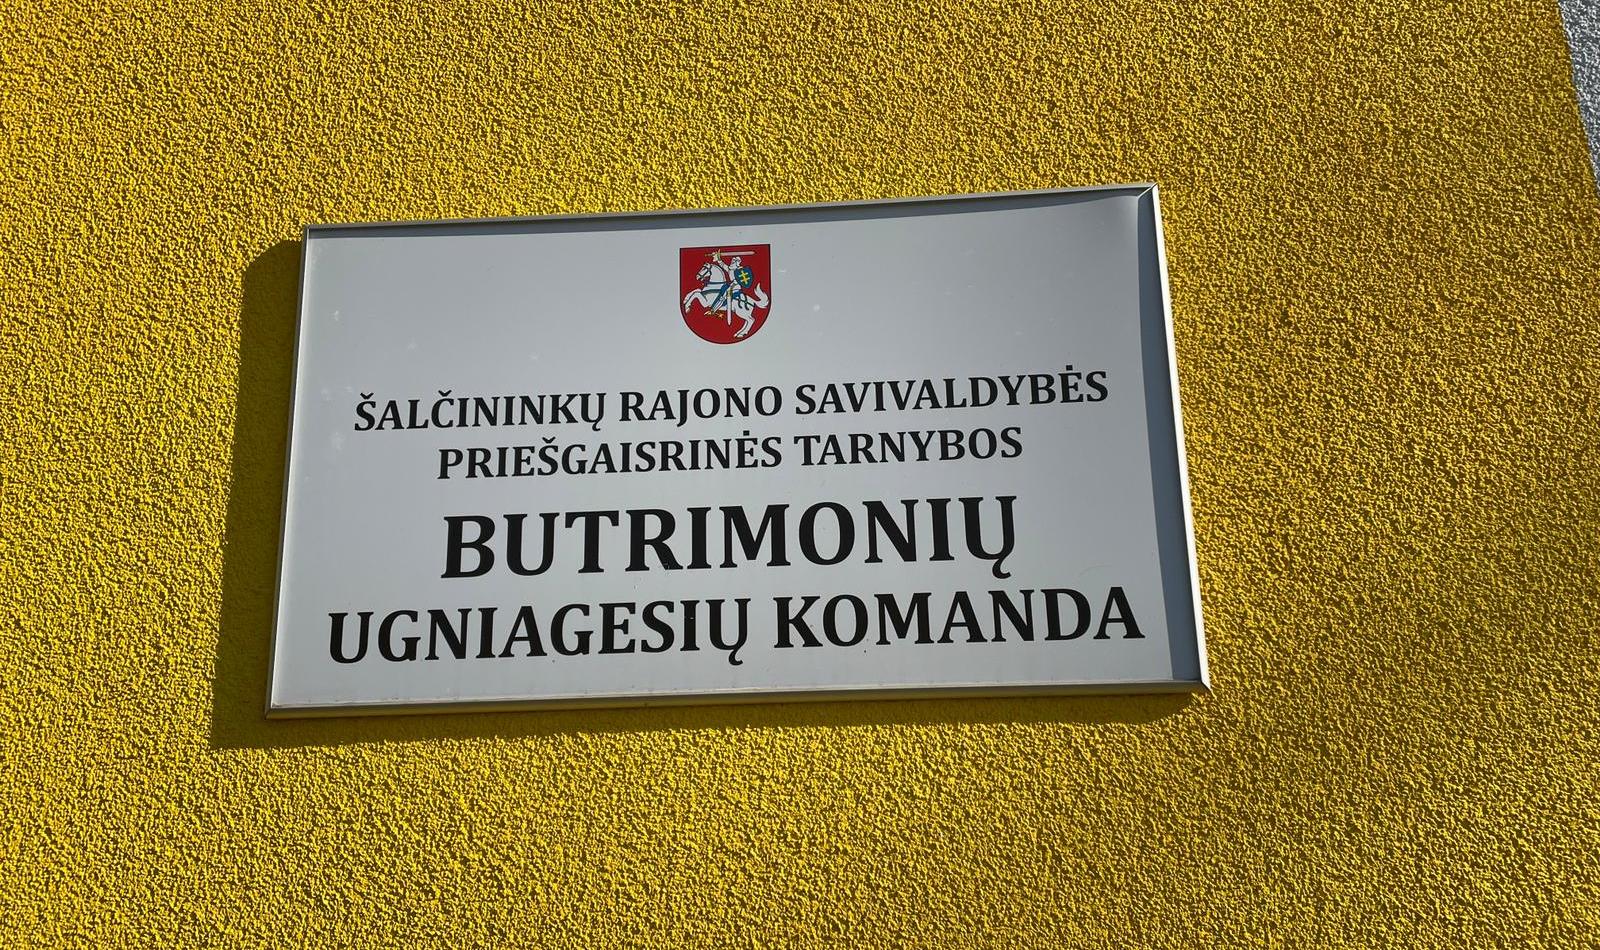 ŠALČININKŲ RAJONO SAVIVALDYBĖS
PRIEŠGAISRINĖS TARNYBOS
BUTRIMONIŲ
UGNIAGESIŲ KOMANDA